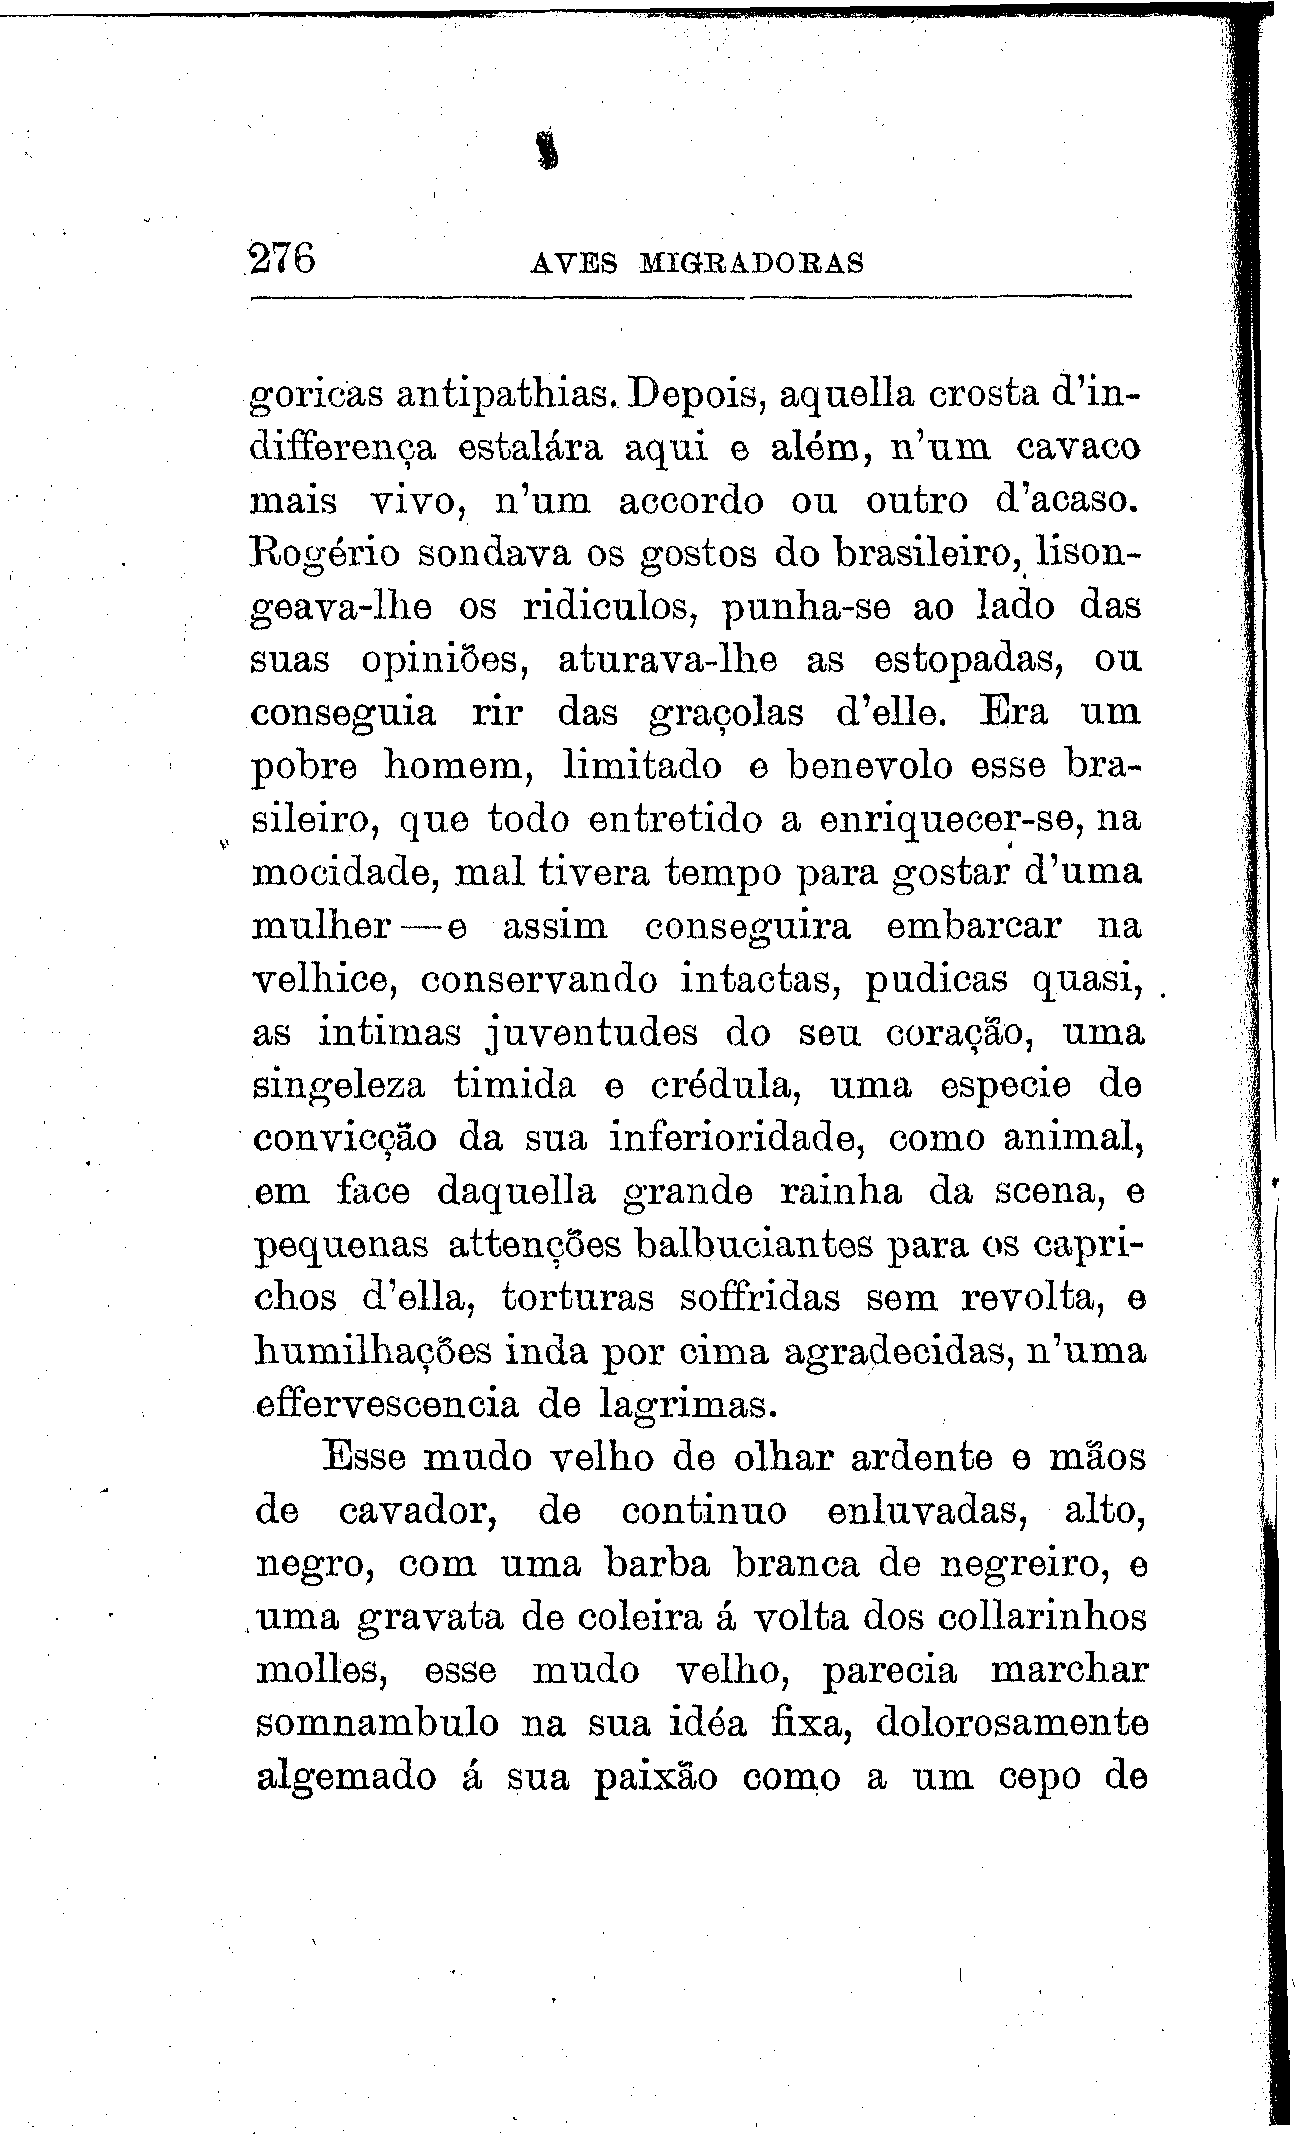 276 AVES MIGRADORAS
goricas antipathias. Depois, aquella crosta d'in-
differença estalára aqui e além, n'um cavaco
mais vivo, n'um accordo ou outro d'acaso.
Rogério sondava os gostos do brasileiro, lison-
geava-lhe os ridiculos, punha-se ao lado das
suas opiniões, aturava-lhe as estopadas, ou
conseguia rir das graçolas d'elle. Era um
pobre homem, limitado e benevolo esse bra-
sileiro, que todo entretido a enriquecer-se, na
mocidade, mal tivera tempo para gostar d'uma
mulher — e assim conseguira embarcar na
velhice, conservando intactas, pudicas quasi,
as intimas juventudes do seu coração, uma
singeleza timida e crédula, uma especie de
convicção da sua inferioridade, como animal,
em face daquella grande rainha da scena, e
pequenas attenções balbuciantes para os capri-
chos d'ella, torturas soffridas sem revolta, e
humilhações inda por cima agradecidas, n'uma
effervescencia de lagrimas.
Esse mudo velho de olhar ardente e mãos
de cavador, de continuo enluvadas, alto,
negro, com uma barba branca de negreiro, e
uma gravata de coleira á volta dos collarinhos
molles, esse mudo velho, parecia marchar
somnambulo na sua idéa fixa, dolorosamente
algemado á sua paixão como a um cepo de